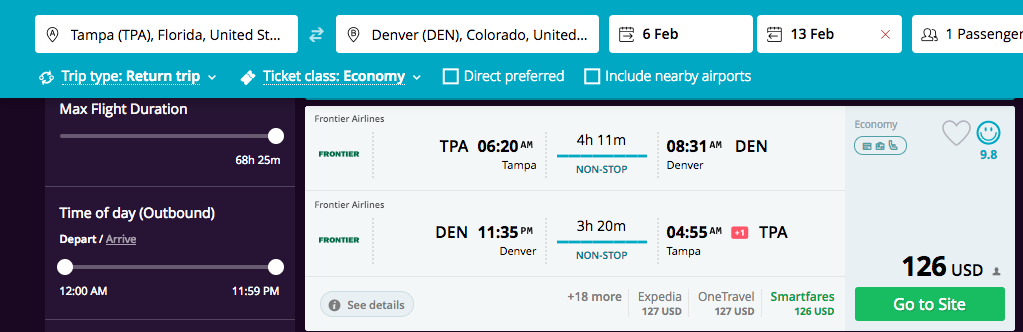 Tampa (TPA), Florida, United St...
Denver (DEN), Colorado, United...
6 Feb
13 Feb
1 Passenger
Trip type: Return trip
Ticket class: Economy
Direct preferred
Include nearby airports
Max Flight Duration
68h 25m
Time of day (Outbound)
Depart / Arrive
12:00 AM 11:59 PM
Frontier Airlines
FRONTIER
TPA 06:20 AM
Tampa
4h 11m
NON-STOP
08:31 AM DEN
Denver
Frontier Airlines
FRONTIER
DEN 11:35 PM
Denver
3h 20m
NON-STOP
04:55 AM +1 TPA
Tampa
See details
+18 more
Expedia
127 USD
OneTravel
127 USD
Smartfares
126 USD
Economy
9.8
126 USD
Go to Site